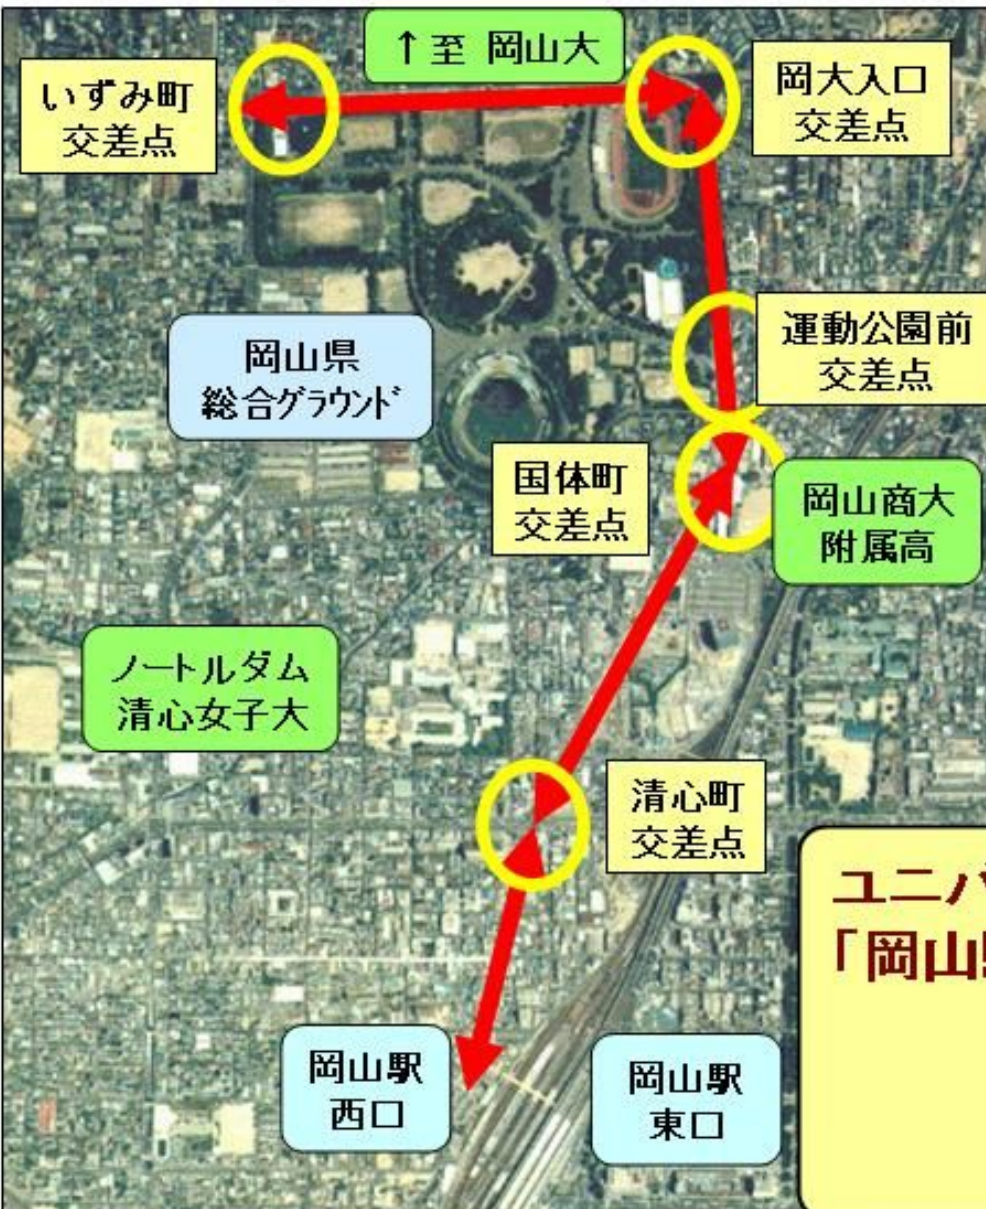 ↑至 岡山大
いずみ町
交差点
岡大入口
交差点
運動公園前
交差点
岡山県
総合グラウンド
国体町
交差点
岡山商大
附属高
ノートルダム
清心女子大
清心町
交差点
ユニバ
「岡山
岡山駅
西口
岡山駅
東口